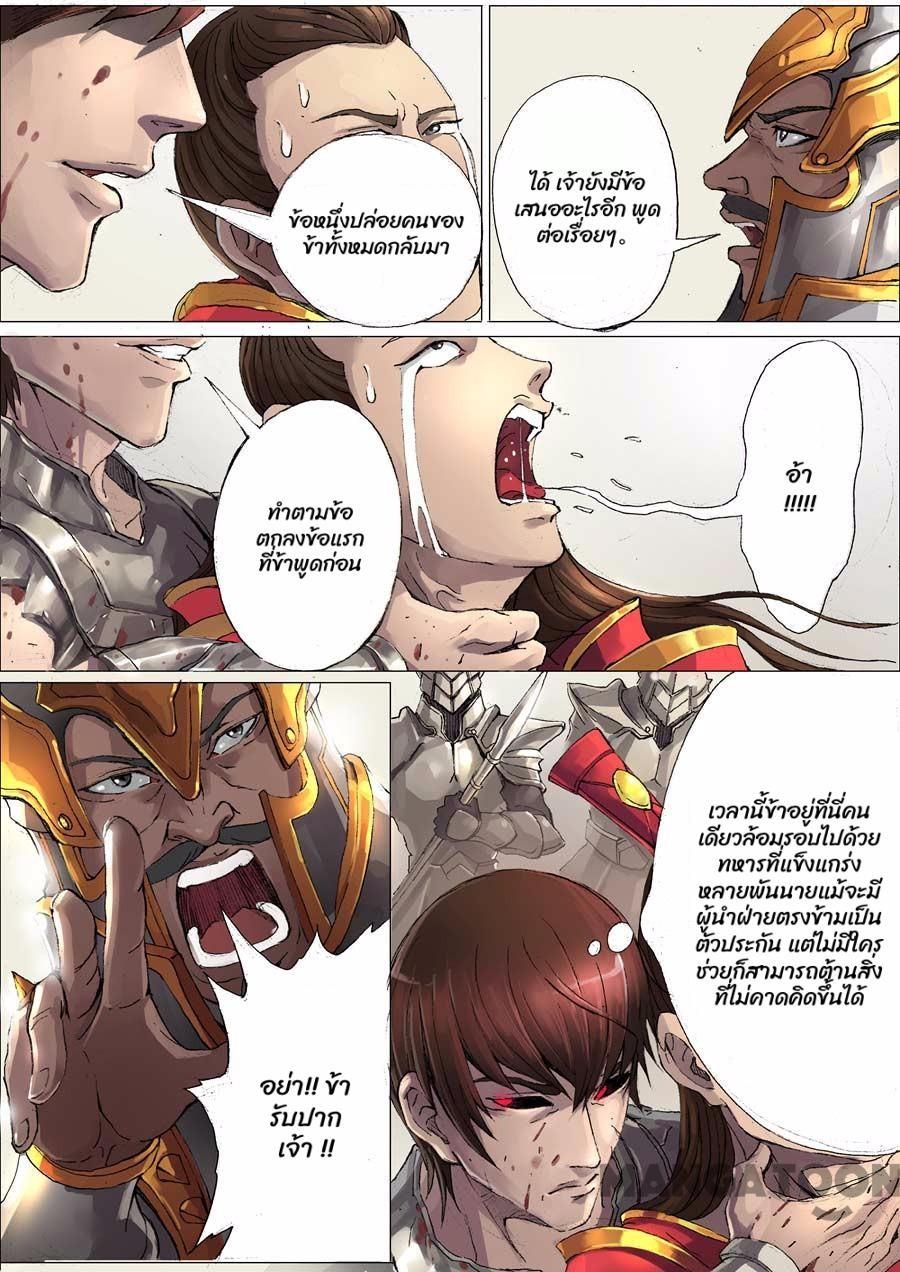 ข้อหนึ่งปล่อยคนของ
ข้าทั้งหมดกลับมา
ได้ เจ้ายังมีข้อ
เสนออะไรอีก พูด
ต่อเรื่อยๆ。
ทำตามข้อ
ตกลงข้อแรก
ที่ข้าพูดก่อน
อ้า
!!!!!
อย่า!! ข้า
รับปาก
เจ้า !!
เวลานี้ข้าอยู่ที่นี่คน
เดียวล้อมรอบไปด้วย
ทหารที่แข็งแกร่ง
หลายพันนายแม้จะมี
ผู้นำฝ่ายตรงข้ามเป็น
ตัวประกัน แต่ไม่มีใคร
ช่วยก็สามารถต้านสิ่ง
ที่ไม่คาดคิดขึ้นได้
MANGATOON